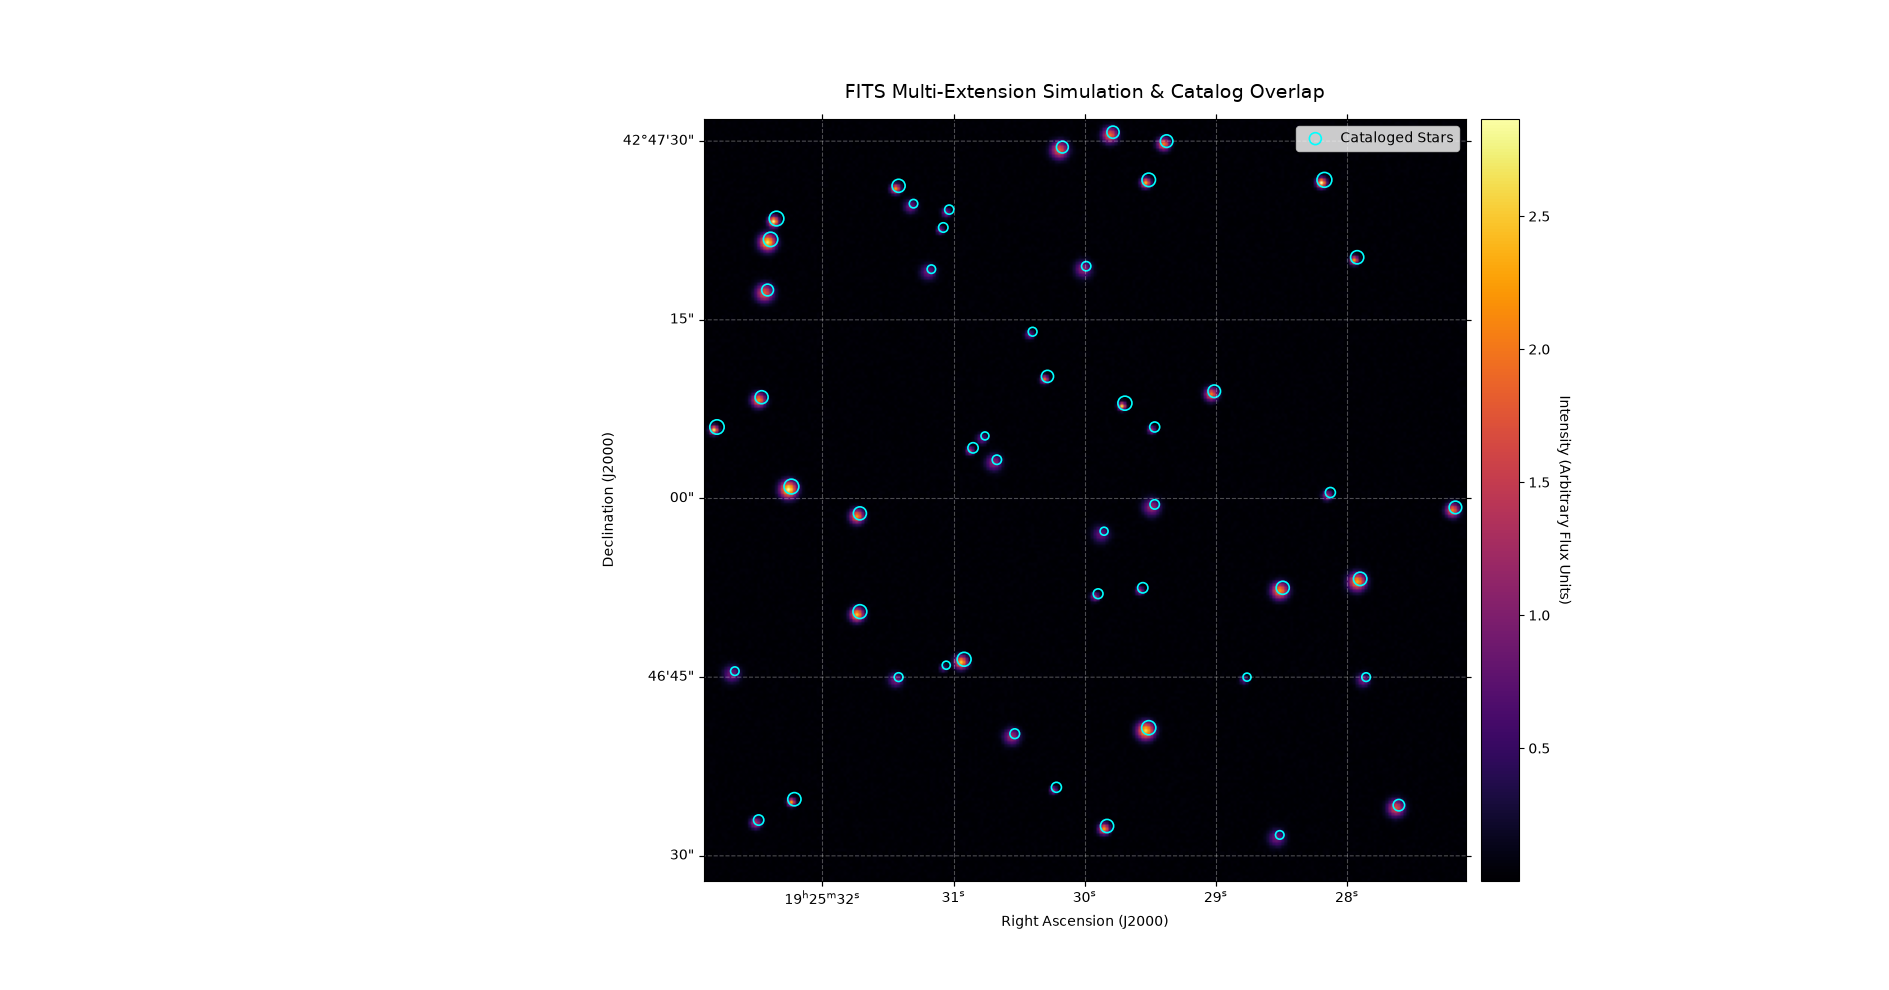 FITS Multi-Extension Simulation & Catalog Overlap
Cataloged Stars
42°47'30"
15"
00"
46'45"
30"
Declination (J2000)
19ʰ25ᵐ32ˢ
31ˢ
30ˢ
29ˢ
28ˢ
Right Ascension (J2000)
2.5
2.0
1.5
1.0
0.5
Intensity (Arbitrary Flux Units)